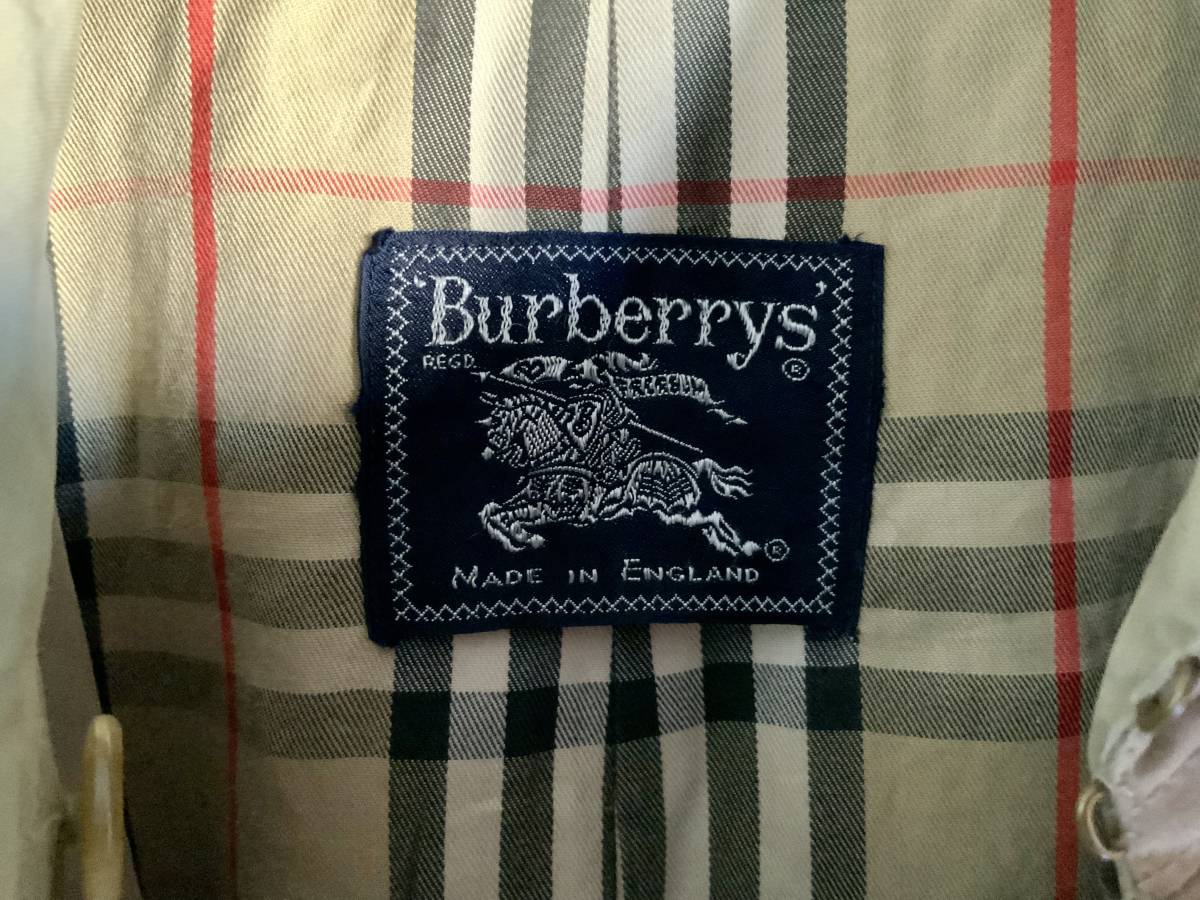 'Burberrys'
REGD. ®
®
MADE IN ENGLAND